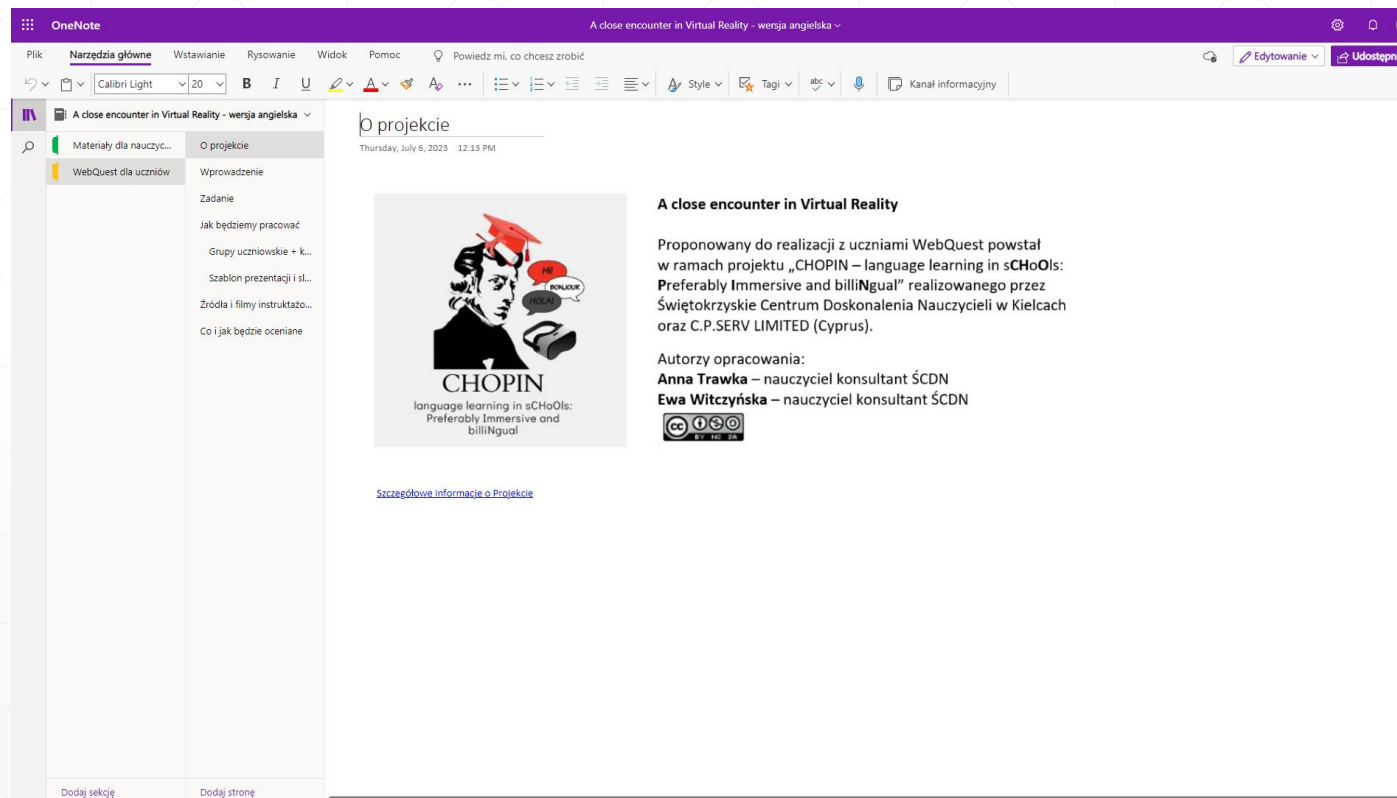 OneNote
A close encounter in Virtual Reality - wersja angielska
Plik Narzędzia główne Wstawianie Rysowanie Widok Pomoc Powiedz mi, co chcesz zrobić
Edytowanie
Udostępn
Calibri Light 20 B I U A A ... A Style Tagi abc Kanał informacyjny
A close encounter in Virtual Reality - wersja angielska
Materiały dla nauczyc...
WebQuest dla uczniów
O projekcie
Wprowadzenie
Zadanie
Jak będziemy pracować
Grupy uczniowskie + k...
Szablon prezentacji i sl...
Źródła i filmy instruktażo...
Co i jak będzie oceniane
Dodaj sekcję
Dodaj stronę
O projekcie
Thursday, July 6, 2023 12:13 PM
HI!
BONJOUR
HOLA!
CHOPIN
language learning in sCHoOls:
Preferably Immersive and
billiNgual
A close encounter in Virtual Reality
Proponowany do realizacji z uczniami WebQuest powstał
w ramach projektu „CHOPIN – language learning in sCHoOls:
Preferably Immersive and billiNgual” realizowanego przez
Świętokrzyskie Centrum Doskonalenia Nauczycieli w Kielcach
oraz C.P.SERV LIMITED (Cyprus).
Autorzy opracowania:
Anna Trawka – nauczyciel konsultant ŚCDN
Ewa Witczyńska – nauczyciel konsultant ŚCDN
cc
BY NC SA
Szczegółowe informacje o Projekcie